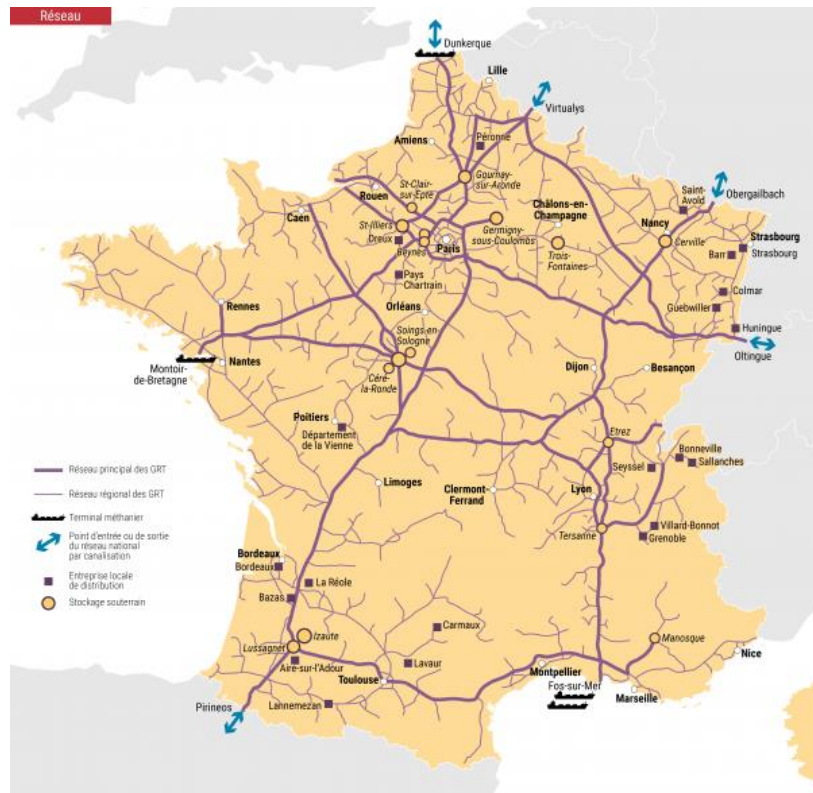 Réseau
Dunkerque
Lille
Virtualys
Amiens
Péronne
Gournay-
sur-Aronde
St-Clair-
sur-Epte
Rouen
Caen
St-Illiers
Dreux
Beynes
Paris
Germigny-
sous-Coulombs
Châlons-en-
Champagne
Trois-
Fontaines
Saint-
Avold
Obergailbach
Nancy
Cerville
Strasbourg
Strasbourg
Barr
Colmar
Guebwiller
Huningue
Oltingue
Pays
Chartrain
Orléans
Rennes
Soings-en-
Sologne
Céré-
la-Ronde
Montoir-
de-Bretagne
Nantes
Dijon
Besançon
Poitiers
Département
de la Vienne
Etrez
Bonneville
Sallanches
Seyssel
Limoges
Clermont-
Ferrand
Lyon
Tersanne
Villard-Bonnot
Grenoble
Réseau principal des GRT
Réseau régional des GRT
Terminal méthanier
Point d'entrée ou de sortie
du réseau national
par canalisation
Entreprise locale
de distribution
Stockage souterrain
Bordeaux
Bordeaux
La Réole
Bazas
Izaute
Lussagnet
Aire-sur-l'Adour
Carmaux
Lavaur
Toulouse
Lannemezan
Pirineos
Montpellier
Fos-sur-Mer
Marseille
Manosque
Nice